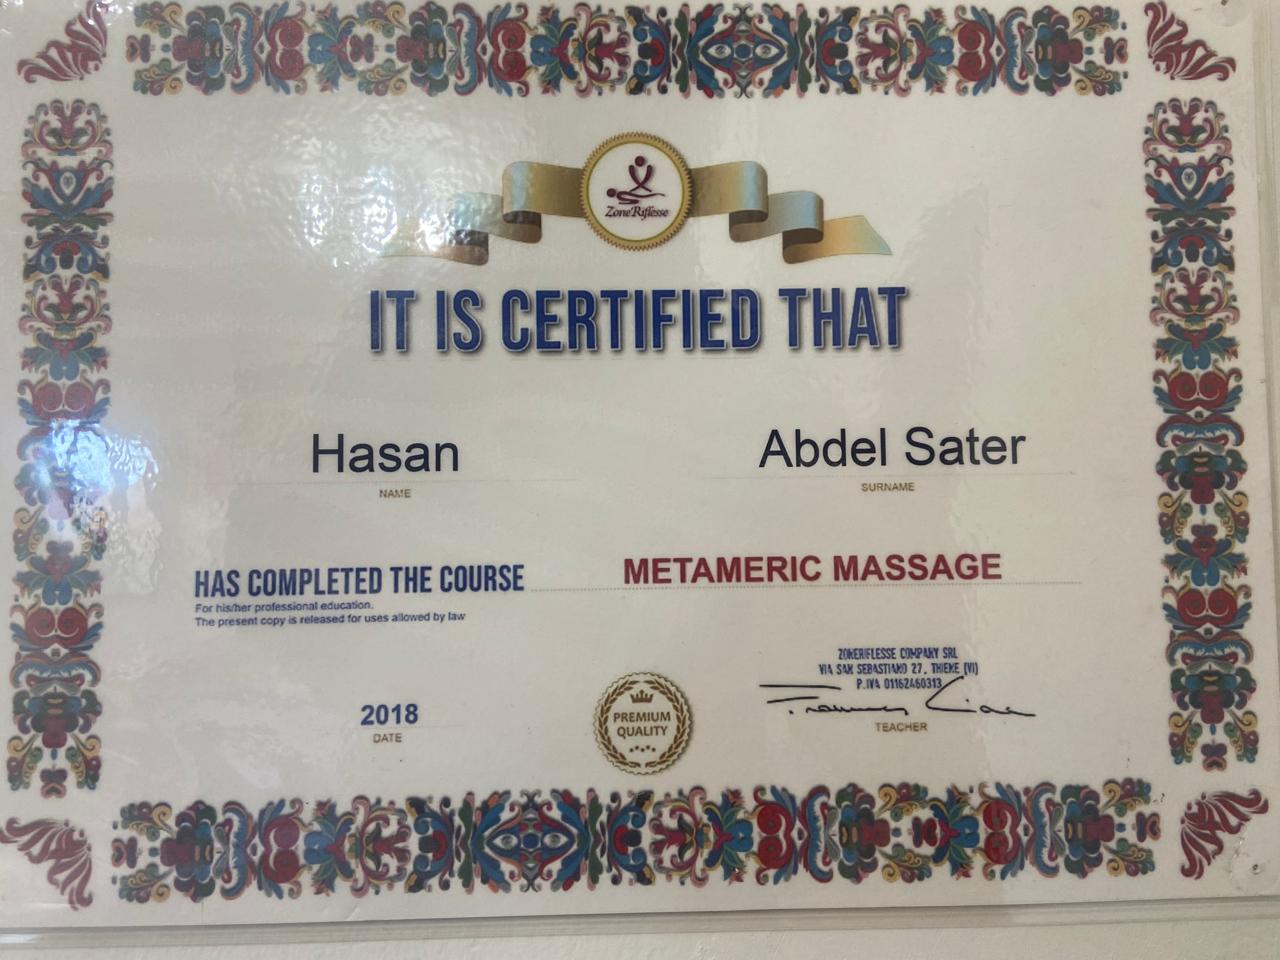 Zone Riflesse
IT IS CERTIFIED THAT
Hasan
NAME
Abdel Sater
SURNAME
HAS COMPLETED THE COURSE
METAMERIC MASSAGE
For his/her professional education.
The present copy is released for uses allowed by law
2018
DATE
PREMIUM
QUALITY
ZONERIFLESSE COMPANY SRL
VIA SAN SEBASTIANO 27, THIENE (VI)
P.IVA 01162460313
TEACHER